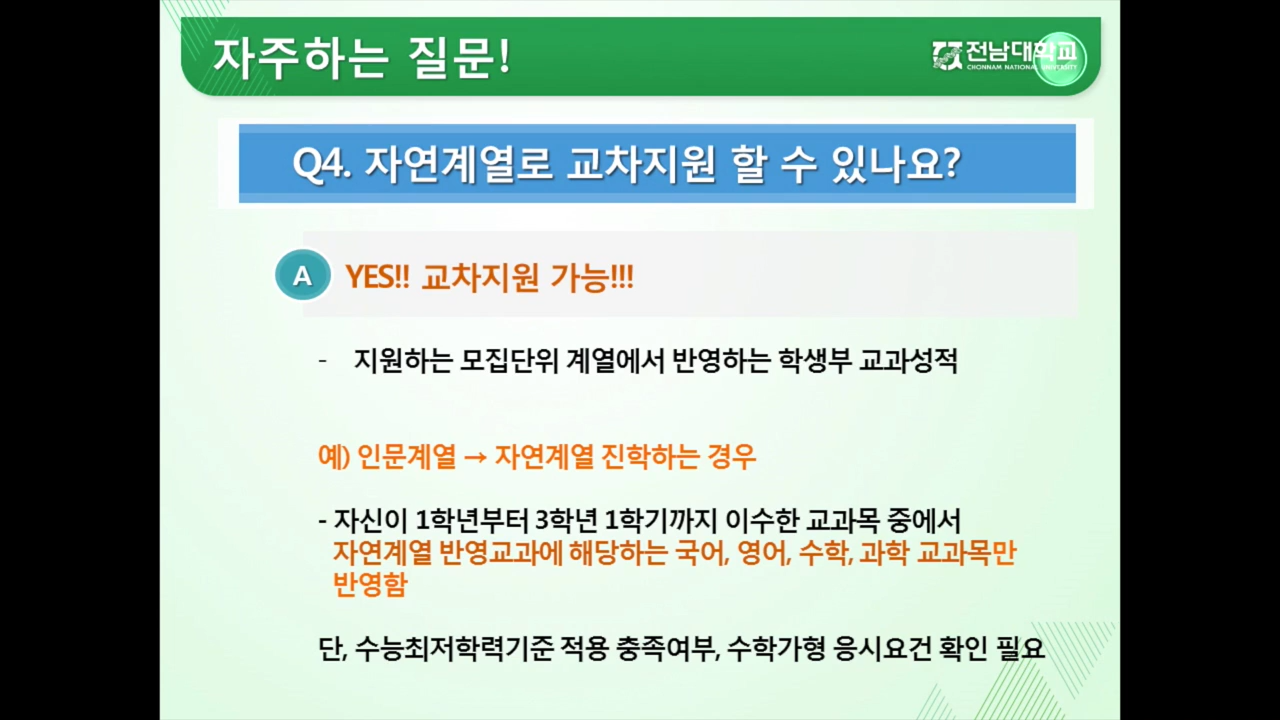 자주하는 질문!
전남대학교
CHONNAM NATIONAL UNIVERSITY
Q4. 자연계열로 교차지원 할 수 있나요?
A YES!! 교차지원 가능!!!
- 지원하는 모집단위 계열에서 반영하는 학생부 교과성적
예) 인문계열 → 자연계열 진학하는 경우
- 자신이 1학년부터 3학년 1학기까지 이수한 교과목 중에서
자연계열 반영교과에 해당하는 국어, 영어, 수학, 과학 교과목만
반영함
단, 수능최저학력기준 적용 충족여부, 수학가형 응시요건 확인 필요